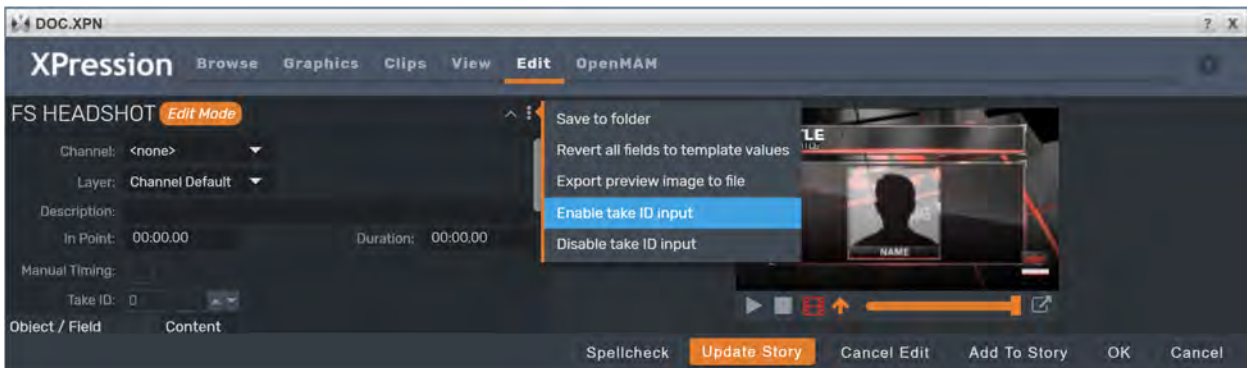 DOC.XPN ? X
XPression Browse Graphics Clips View Edit OpenMAM
FS HEADSHOT Edit Mode
Channel: <none>
Layer: Channel Default
Description:
In Point: 00:00.00 Duration: 00:00.00
Manual Timing:
Take ID: 0
Object / Field Content
Save to folder
Revert all fields to template values
Export preview image to file
Enable take ID input
Disable take ID input
NAME
Spellcheck Update Story Cancel Edit Add To Story OK Cancel